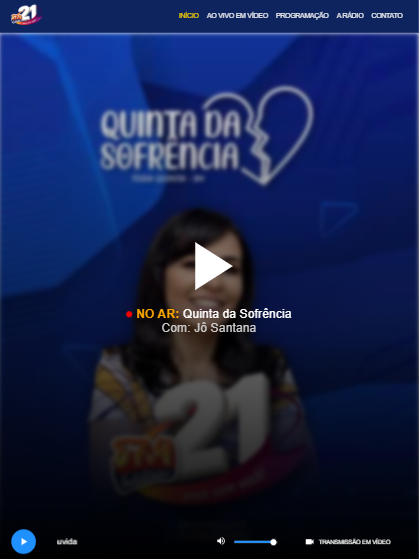 21
INÍCIO AO VIVO EM VÍDEO PROGRAMAÇÃO A RÁDIO CONTATO
QUINTA DA
SOFRÊNCIA
NO AR: Quinta da Sofrência
Com: Jô Santana
21
uvida
TRANSMISSÃO EM VÍDEO